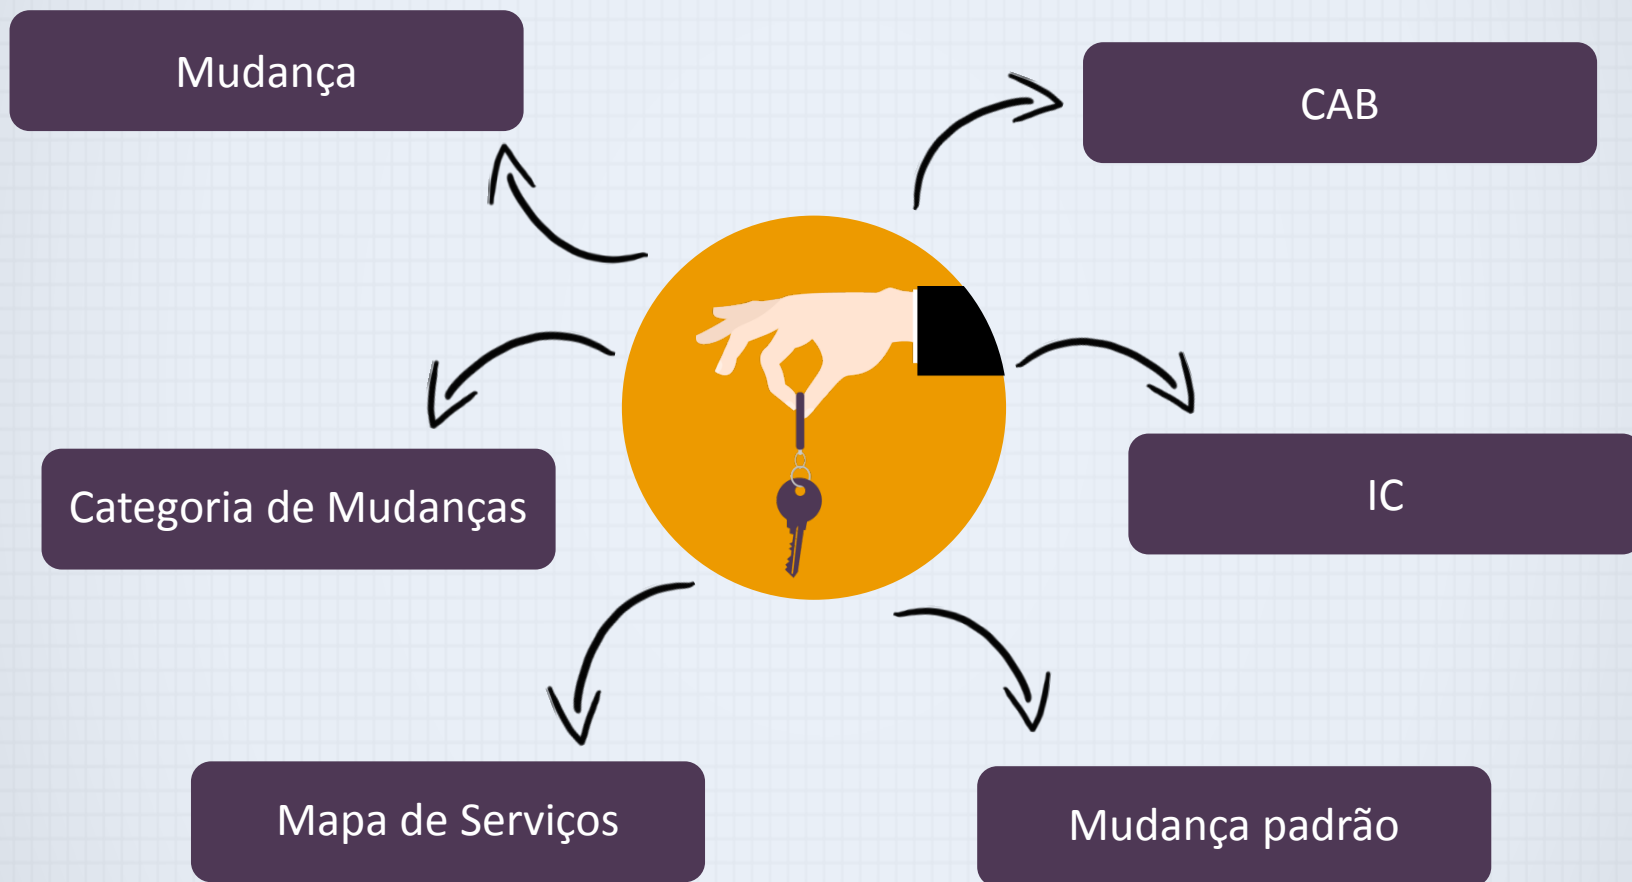 Mudança
CAB
Categoria de Mudanças
IC
Mapa de Serviços
Mudança padrão